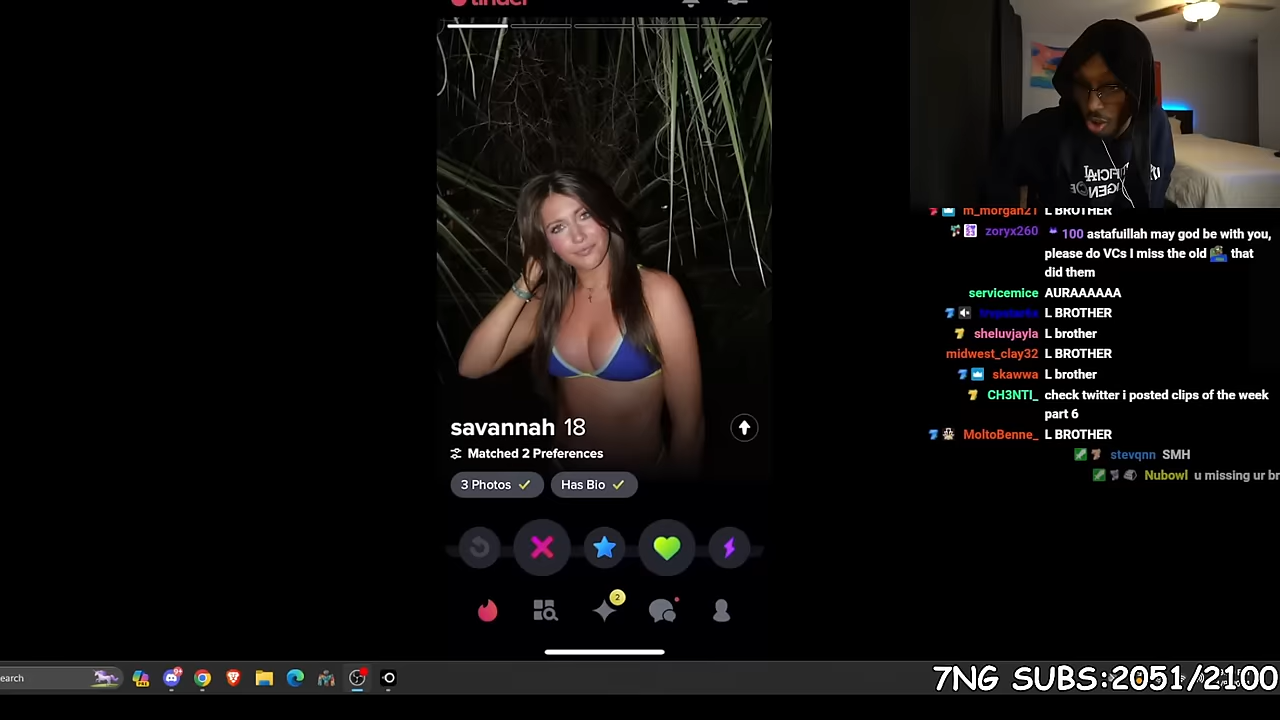 tinder
savannah 18
Matched 2 Preferences
3 Photos
Has Bio
2
m_morgan21 L BROTHER
zoryx260 100 astafuillah may god be with you,
please do VCs I miss the old that
did them
servicemice AURAAAAAA
L BROTHER
sheluvjayla L brother
midwest_clay32 L BROTHER
skawwa L brother
CH3NTI_ check twitter i posted clips of the week
part 6
MoltoBenne_ L BROTHER
stevqnn SMH
Nubowl u missing ur br
earch
7NG SUBS:2051/2100